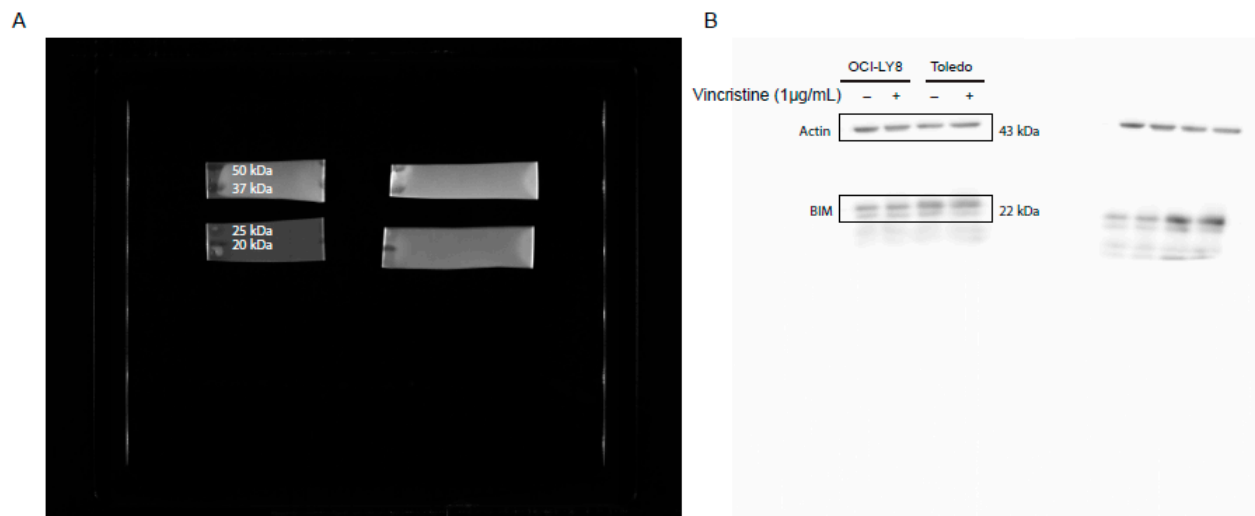 A
50 kDa
37 kDa
25 kDa
20 kDa
B
OCI-LY8 Toledo
Vincristine (1µg/mL) – + – +
Actin 43 kDa
BIM 22 kDa